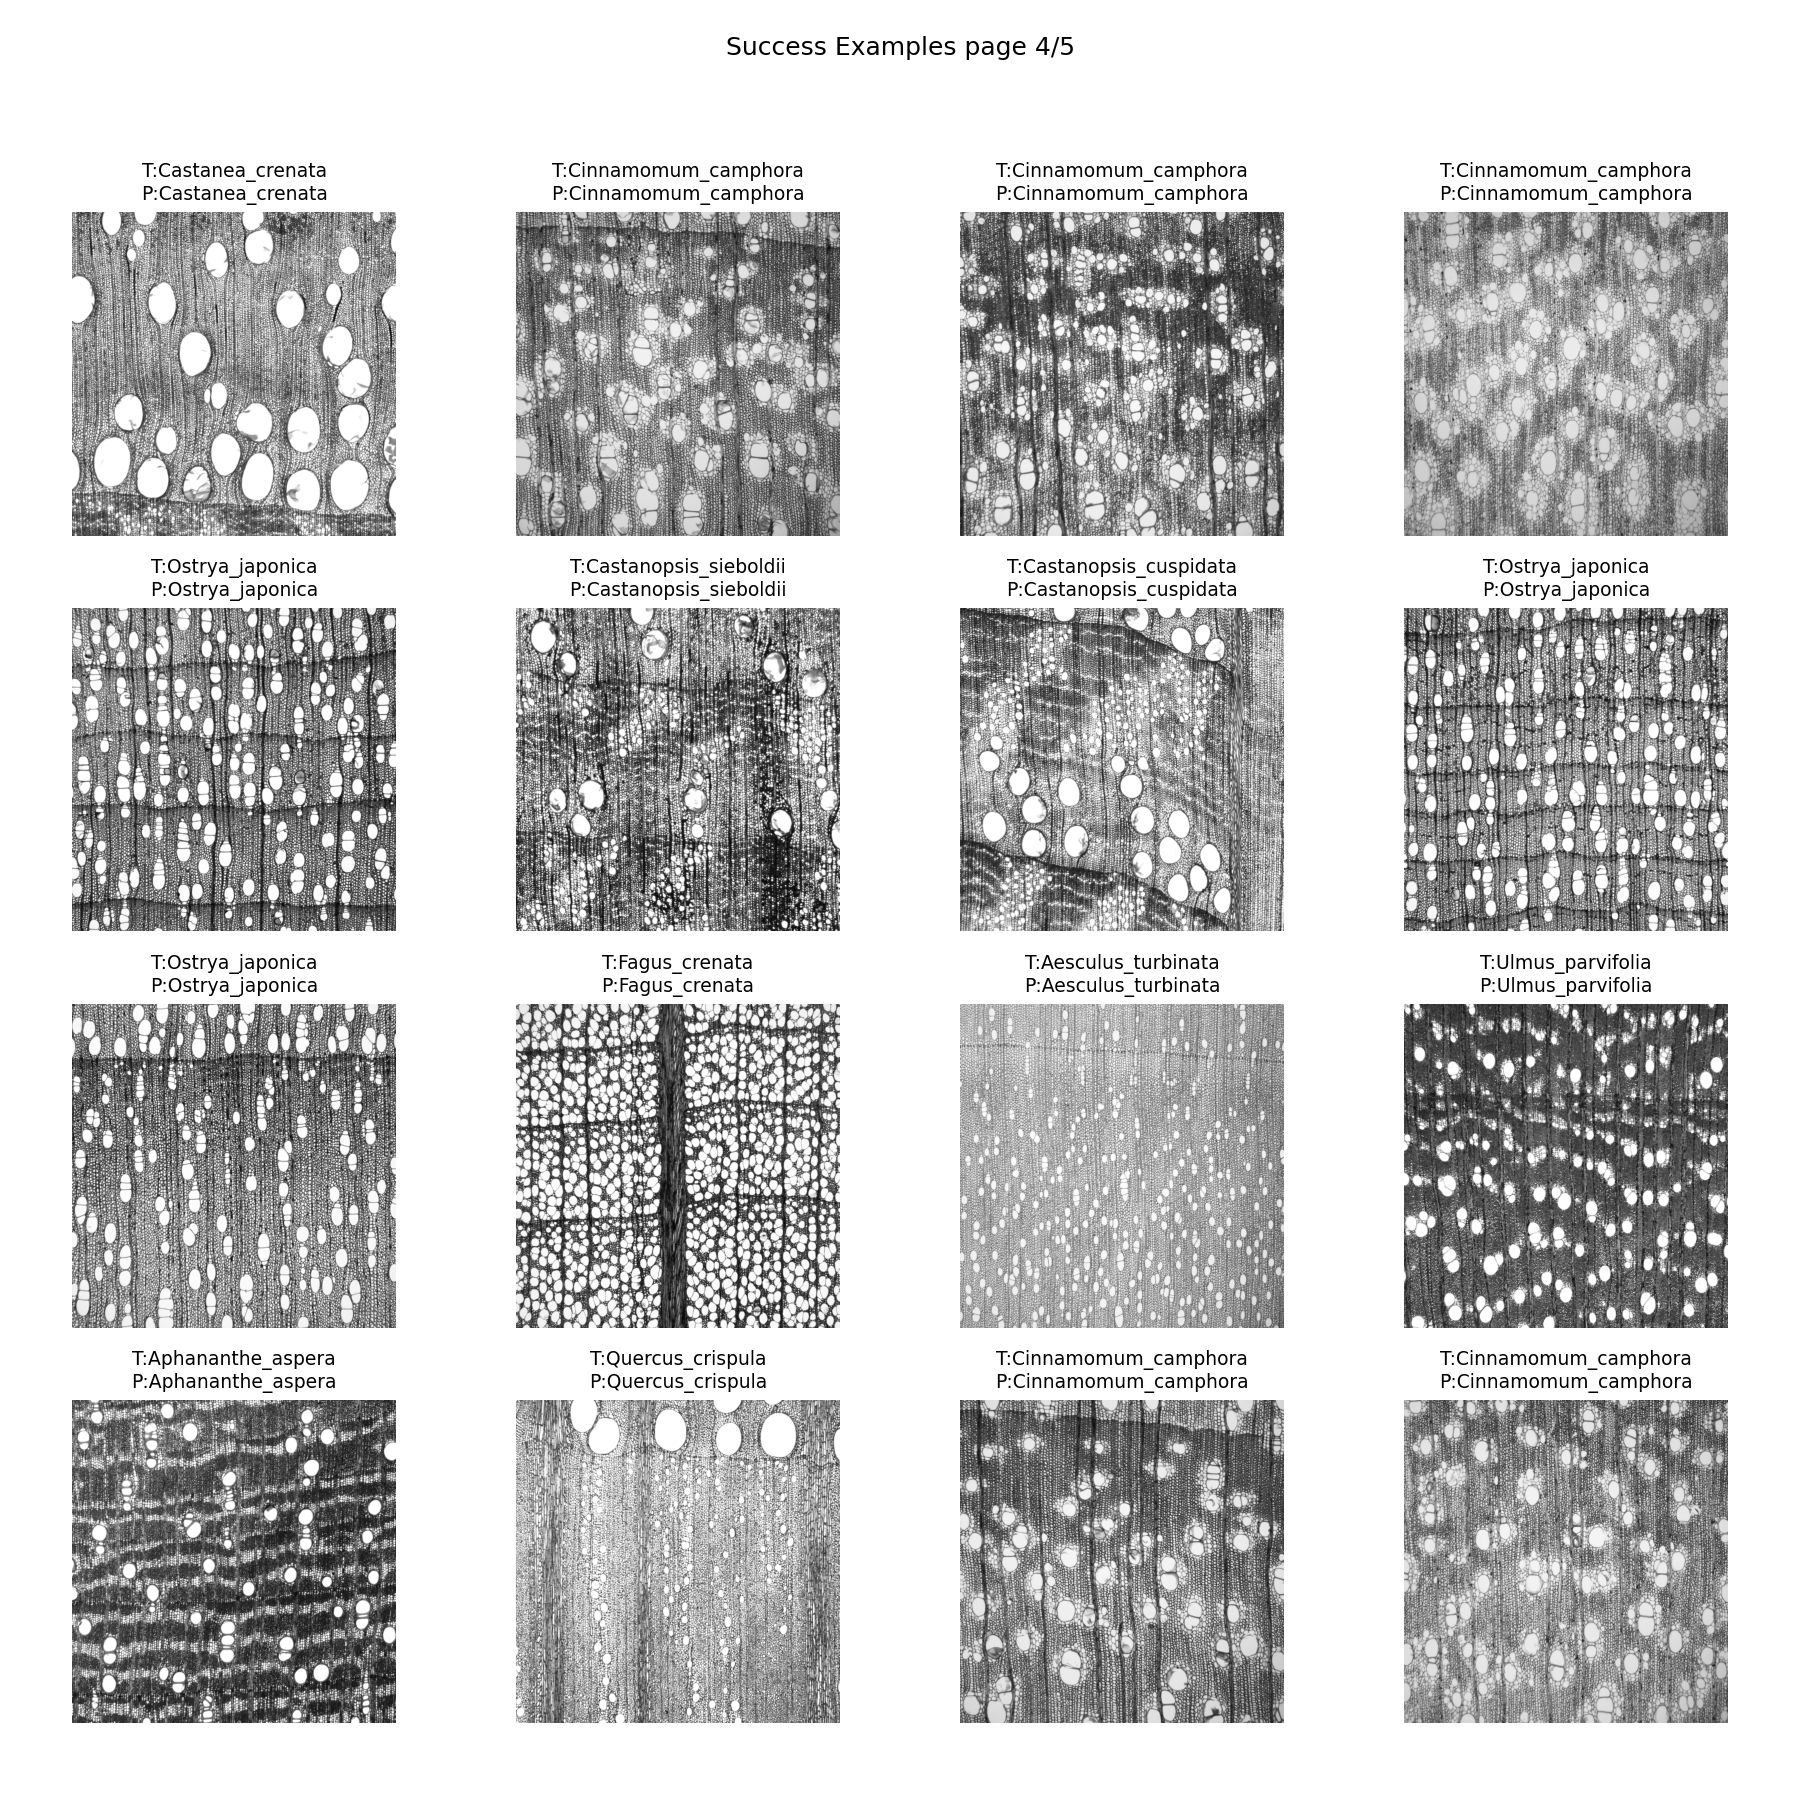 Success Examples page 4/5
T:Castanea_crenata
P:Castanea_crenata
T:Cinnamomum_camphora
P:Cinnamomum_camphora
T:Cinnamomum_camphora
P:Cinnamomum_camphora
T:Cinnamomum_camphora
P:Cinnamomum_camphora
T:Ostrya_japonica
P:Ostrya_japonica
T:Castanopsis_sieboldii
P:Castanopsis_sieboldii
T:Castanopsis_cuspidata
P:Castanopsis_cuspidata
T:Ostrya_japonica
P:Ostrya_japonica
T:Ostrya_japonica
P:Ostrya_japonica
T:Fagus_crenata
P:Fagus_crenata
T:Aesculus_turbinata
P:Aesculus_turbinata
T:Ulmus_parvifolia
P:Ulmus_parvifolia
T:Aphananthe_aspera
P:Aphananthe_aspera
T:Quercus_crispula
P:Quercus_crispula
T:Cinnamomum_camphora
P:Cinnamomum_camphora
T:Cinnamomum_camphora
P:Cinnamomum_camphora